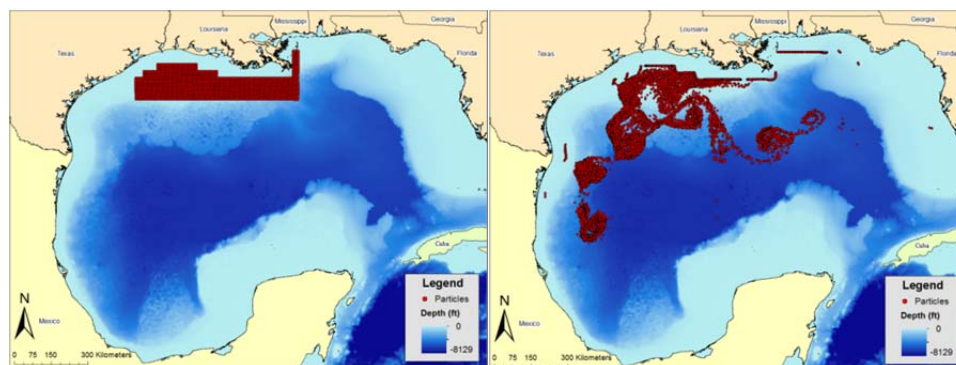 Mississippi
Georgia
Louisiana
Texas
Florida
Cuba
Legend
Particles
Depth (ft)
0
-8129
N
Mexico
0 75 150 300 Kilometers
Mississippi
Georgia
Louisiana
Texas
Florida
Cuba
Legend
Particles
Depth (ft)
0
-8129
N
Mexico
0 75 150 300 Kilometers